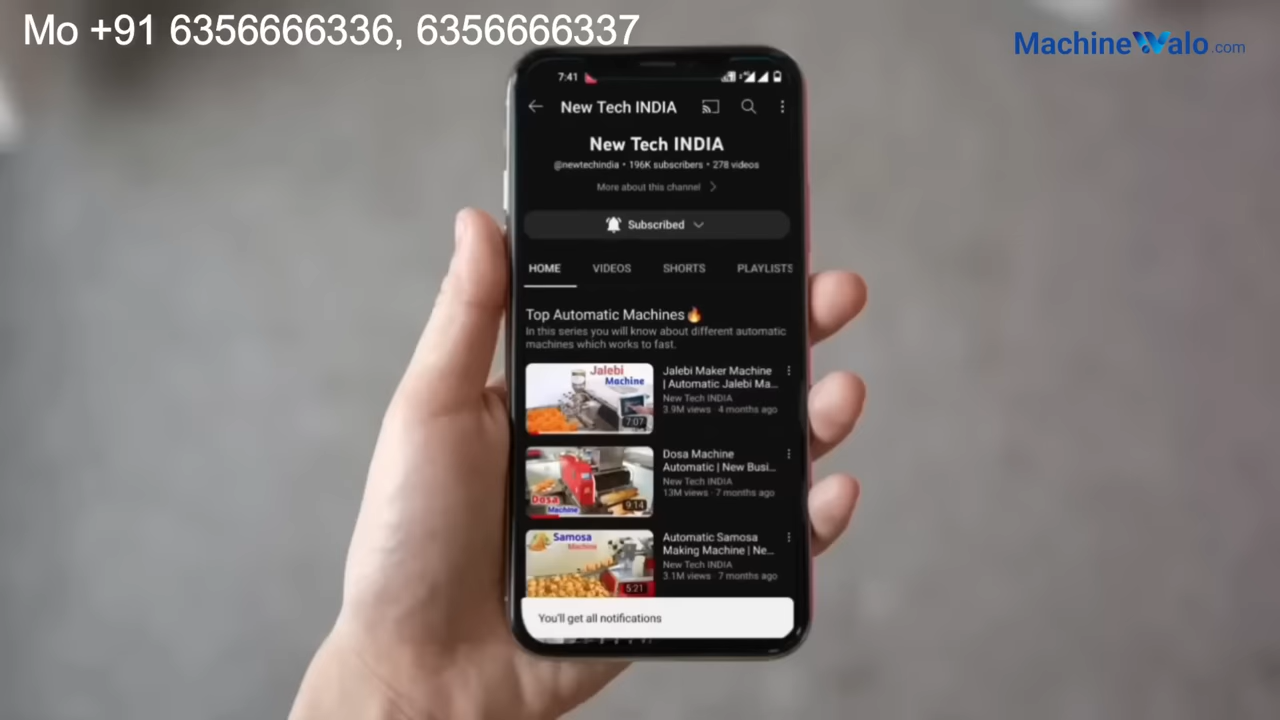 Mo +91 6356666336, 6356666337
MachineWalo.com
7:41
New Tech INDIA
New Tech INDIA
@newtechindia • 196K subscribers • 278 videos
More about this channel
Subscribed
HOME VIDEOS SHORTS PLAYLISTS
Top Automatic Machines🔥
In this series you will know about different automatic
machines which works to fast.
Jalebi
Machine
7:07
Jalebi Maker Machine
| Automatic Jalebi Ma...
New Tech INDIA
3.9M views · 4 months ago
Dosa
Machine
9:14
Dosa Machine
Automatic | New Busi...
New Tech INDIA
13M views · 7 months ago
Samosa
Machine
5:21
Automatic Samosa
Making Machine | Ne...
New Tech INDIA
3.1M views · 7 months ago
You'll get all notifications